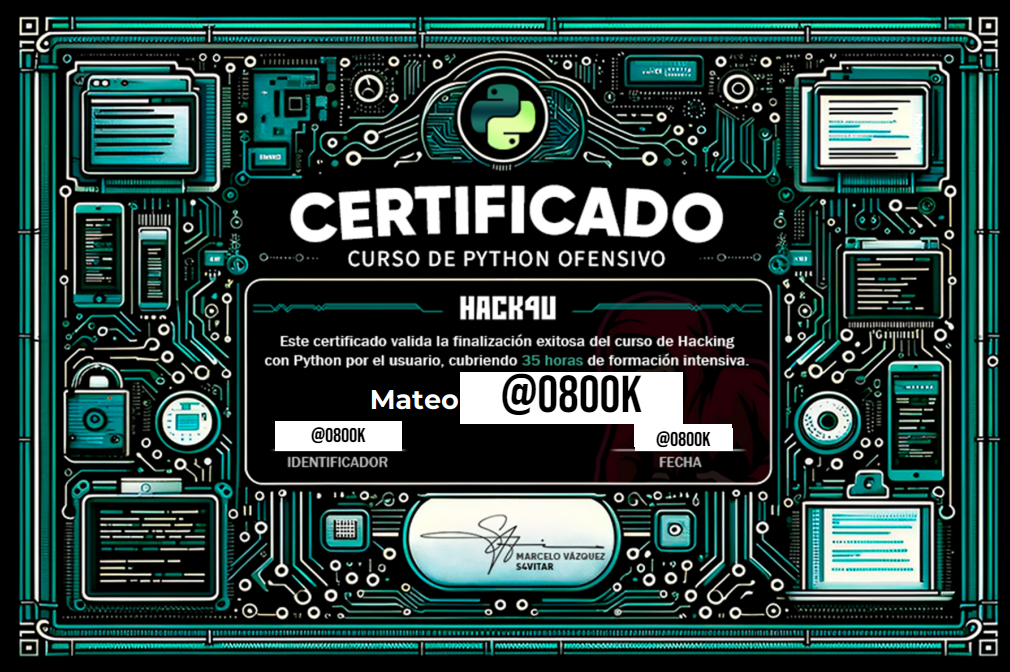 CERTIFICADO
CURSO DE PYTHON OFENSIVO
HACK4U
Este certificado valida la finalización exitosa del curso de Hacking
con Python por el usuario, cubriendo 35 horas de formación intensiva.
Mateo @0800K
@0800K
@0800K
IDENTIFICADOR
FECHA
MARCELO VÁZQUEZ
S4VITAR